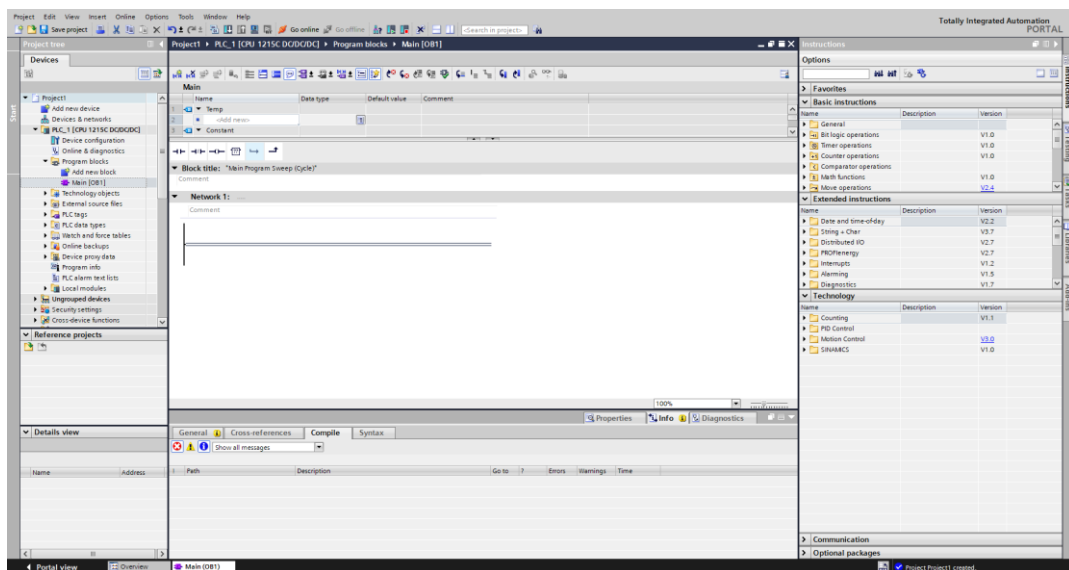 Project Edit View Insert Online Options Tools Window Help
Totally Integrated Automation
PORTAL
Save project
Go online
Go offline
<Search in project>
Project tree
Devices
Project1
Add new device
Devices & networks
PLC_1 [CPU 1215C DC/DC/DC]
Device configuration
Online & diagnostics
Program blocks
Add new block
Main [OB1]
Technology objects
External source files
PLC tags
PLC data types
Watch and force tables
Online backups
Device proxy data
Program info
PLC alarm text lists
Local modules
Ungrouped devices
Security settings
Cross-device functions
Reference projects
Details view
Name Address
Start
Project1 PLC_1 [CPU 1215C DC/DC/DC] Program blocks Main [OB1]
Main
Name Data type Default value Comment
1 Temp
2 <Add new>
3 Constant
Block title: "Main Program Sweep (Cycle)"
Comment
Network 1: ....
Comment
100%
Properties Info Diagnostics
General Cross-references Compile Syntax
Show all messages
! Path Description Go to ? Errors Warnings Time
Instructions
Options
Favorites
Basic instructions
Name Description Version
General
Bit logic operations V1.0
Timer operations V1.0
Counter operations V1.0
Comparator operations
Math functions V1.0
Move operations V2.4
Extended instructions
Name Description Version
Date and time-of-day V2.2
String + Char V3.7
Distributed I/O V2.7
PROFIenergy V2.7
Interrupts V1.2
Alarming V1.5
Diagnostics V1.7
Technology
Name Description Version
Counting V1.1
PID Control
Motion Control V3.0
SINAMICS V1.0
Communication
Optional packages
Instructions
Testing
Tasks
Libraries
Add-ins
Portal view Overview Main (OB1) Project Project1 created.